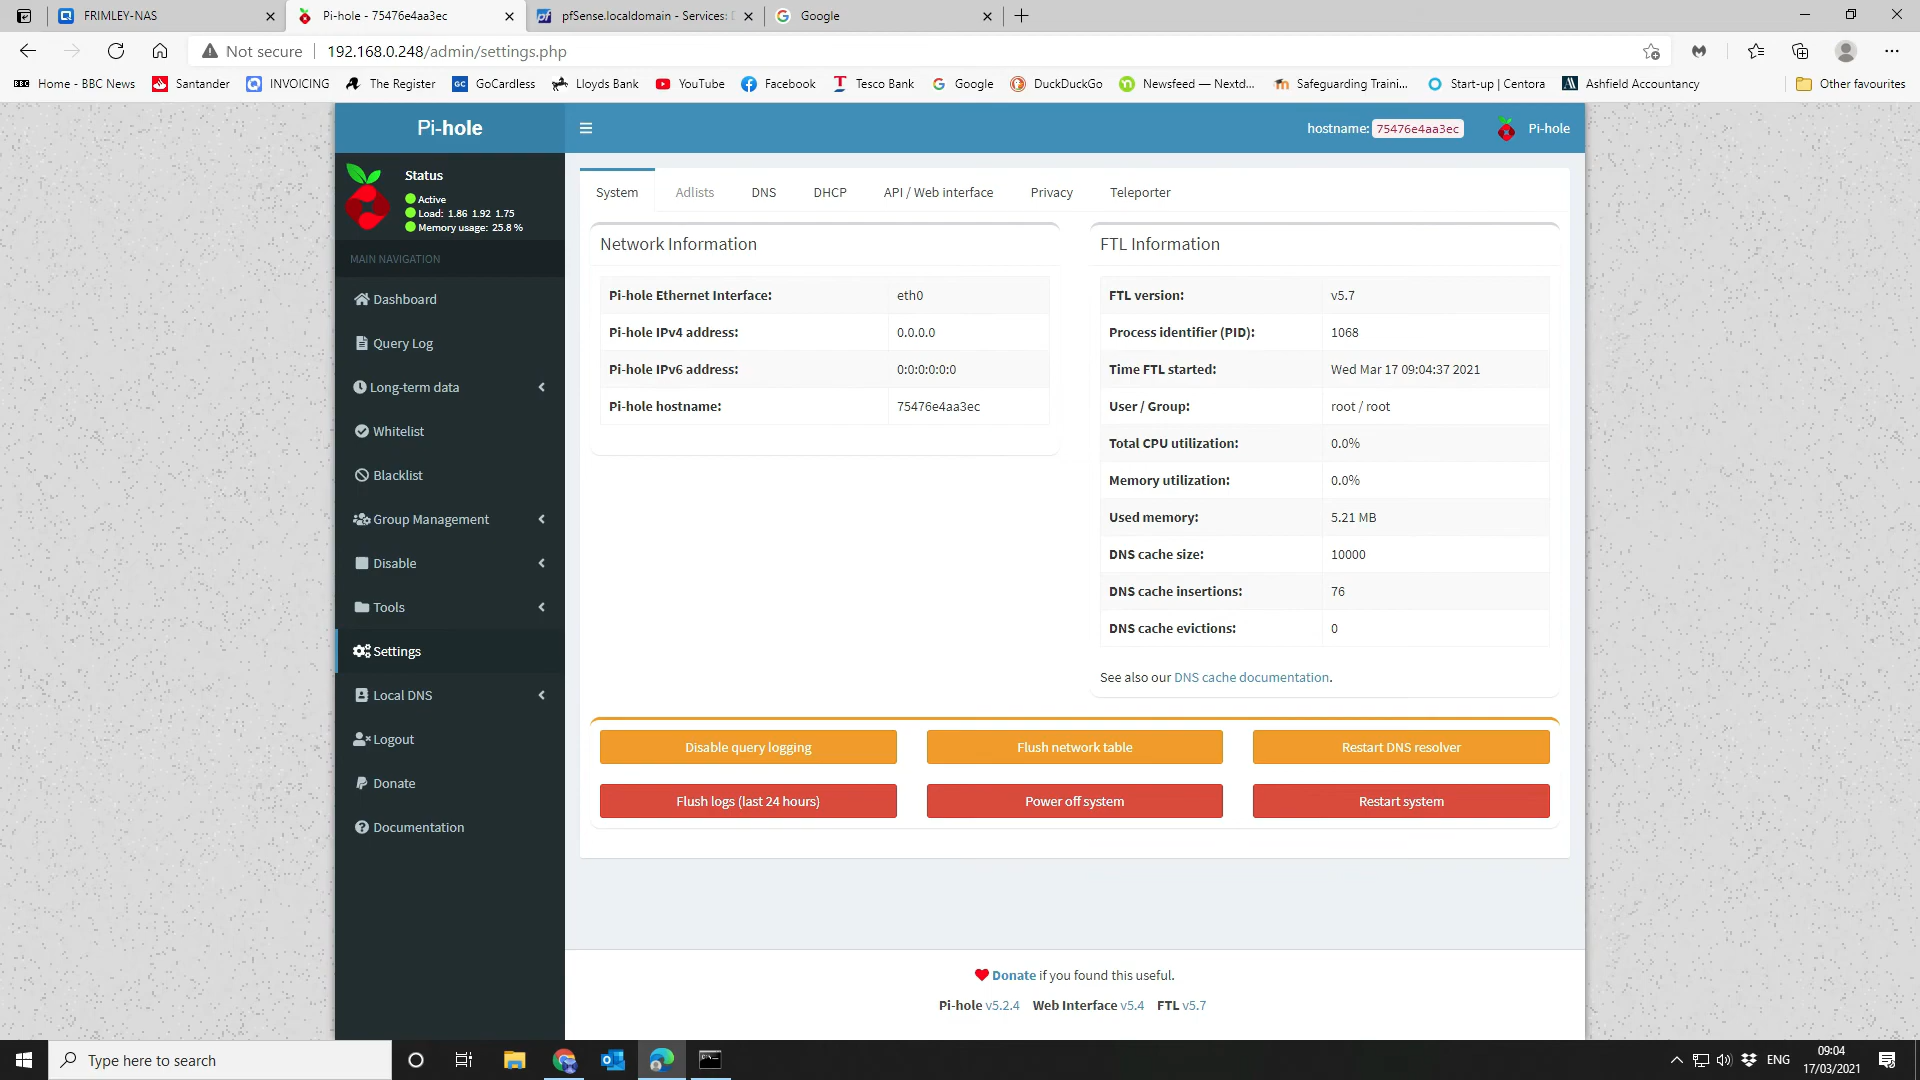 FRIMLEY-NAS
Pi-hole - 75476e4aa3ec
pfSense.localdomain - Services: D
Google
Not secure
192.168.0.248/admin/settings.php
Home - BBC News
Santander
INVOICING
The Register
GoCardless
Lloyds Bank
YouTube
Facebook
Tesco Bank
Google
DuckDuckGo
Newsfeed — Nextd...
Safeguarding Traini...
Start-up | Centora
Ashfield Accountancy
Other favourites
Pi-hole
hostname: 75476e4aa3ec
Pi-hole
Status
Active
Load: 1.86 1.92 1.75
Memory usage: 25.8 %
MAIN NAVIGATION
Dashboard
Query Log
Long-term data
Whitelist
Blacklist
Group Management
Disable
Tools
Settings
Local DNS
Logout
Donate
Documentation
System
Adlists
DNS
DHCP
API / Web interface
Privacy
Teleporter
Network Information
Pi-hole Ethernet Interface: eth0
Pi-hole IPv4 address: 0.0.0.0
Pi-hole IPv6 address: 0:0:0:0:0:0
Pi-hole hostname: 75476e4aa3ec
FTL Information
FTL version: v5.7
Process identifier (PID): 1068
Time FTL started: Wed Mar 17 09:04:37 2021
User / Group: root / root
Total CPU utilization: 0.0%
Memory utilization: 0.0%
Used memory: 5.21 MB
DNS cache size: 10000
DNS cache insertions: 76
DNS cache evictions: 0
See also our DNS cache documentation.
Disable query logging
Flush network table
Restart DNS resolver
Flush logs (last 24 hours)
Power off system
Restart system
Donate if you found this useful.
Pi-hole v5.2.4 Web Interface v5.4 FTL v5.7
Type here to search
ENG
09:04
17/03/2021